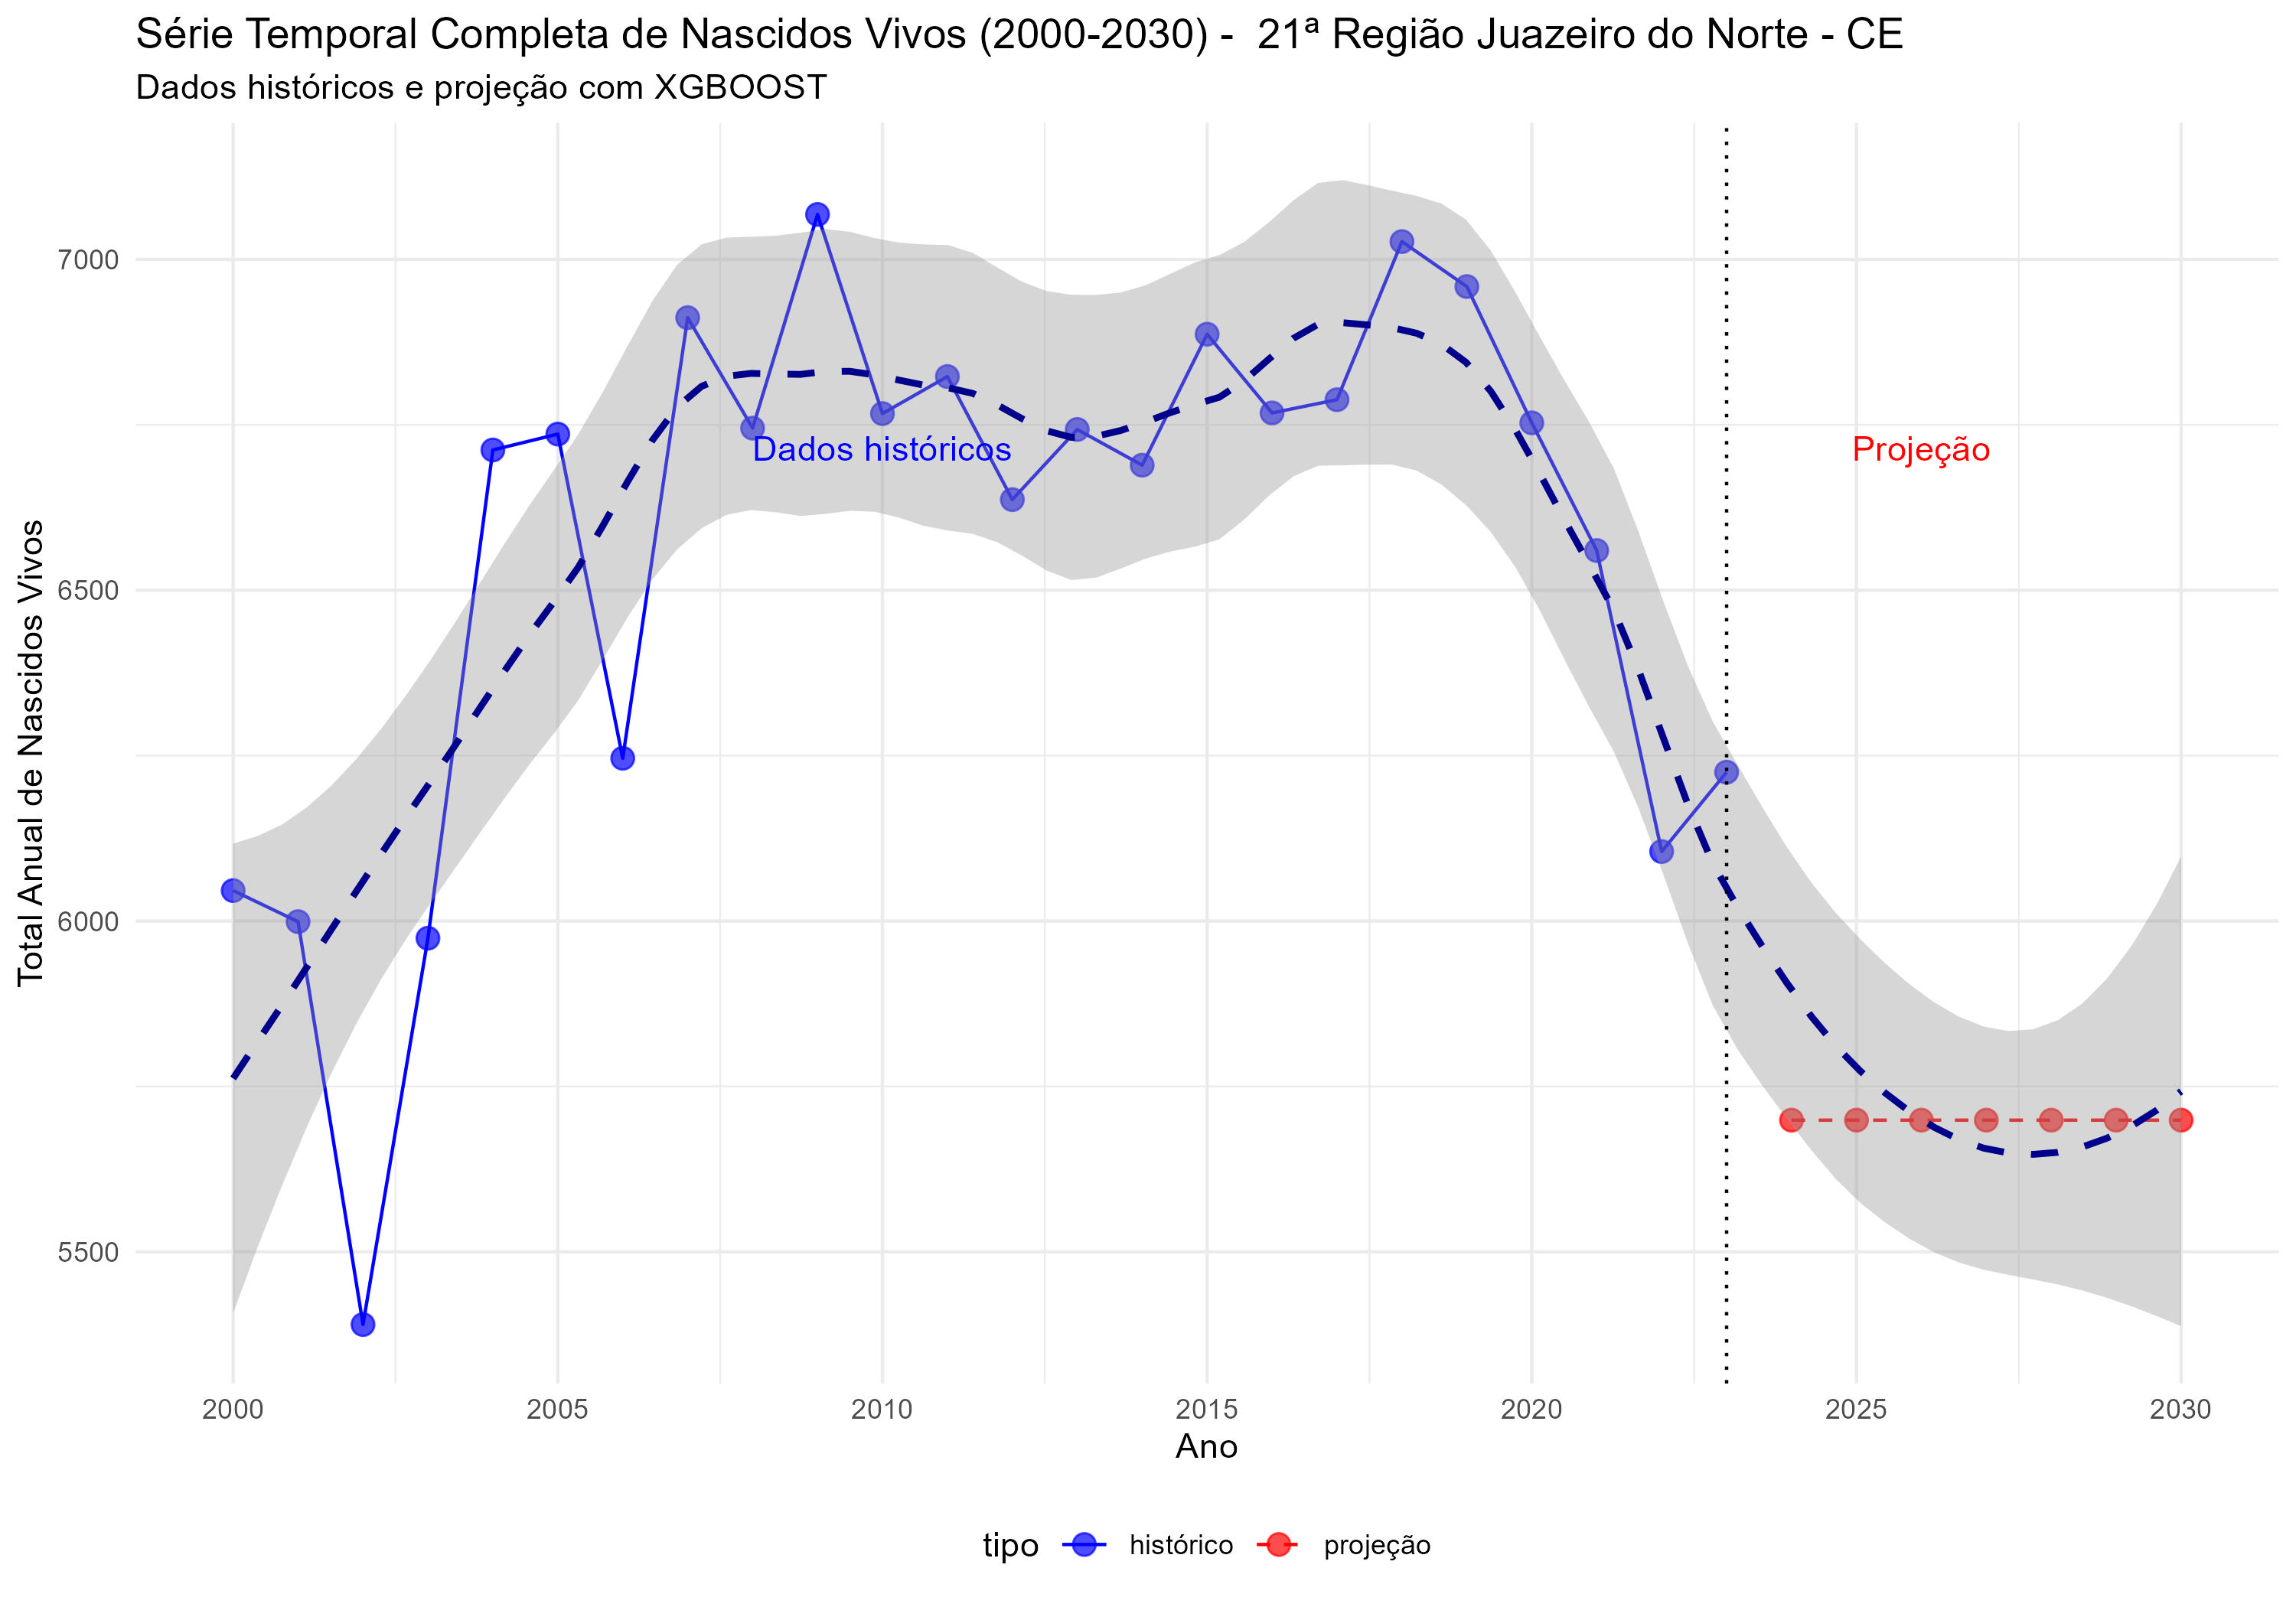 Série Temporal Completa de Nascidos Vivos (2000-2030) -  21ª Região Juazeiro do Norte - CE
Dados históricos e projeção com XGBOOST
Total Anual de Nascidos Vivos
7000
6500
6000
5500
Dados históricos
Projeção
2000
2005
2010
2015
2020
2025
2030
Ano
tipo
histórico
projeção